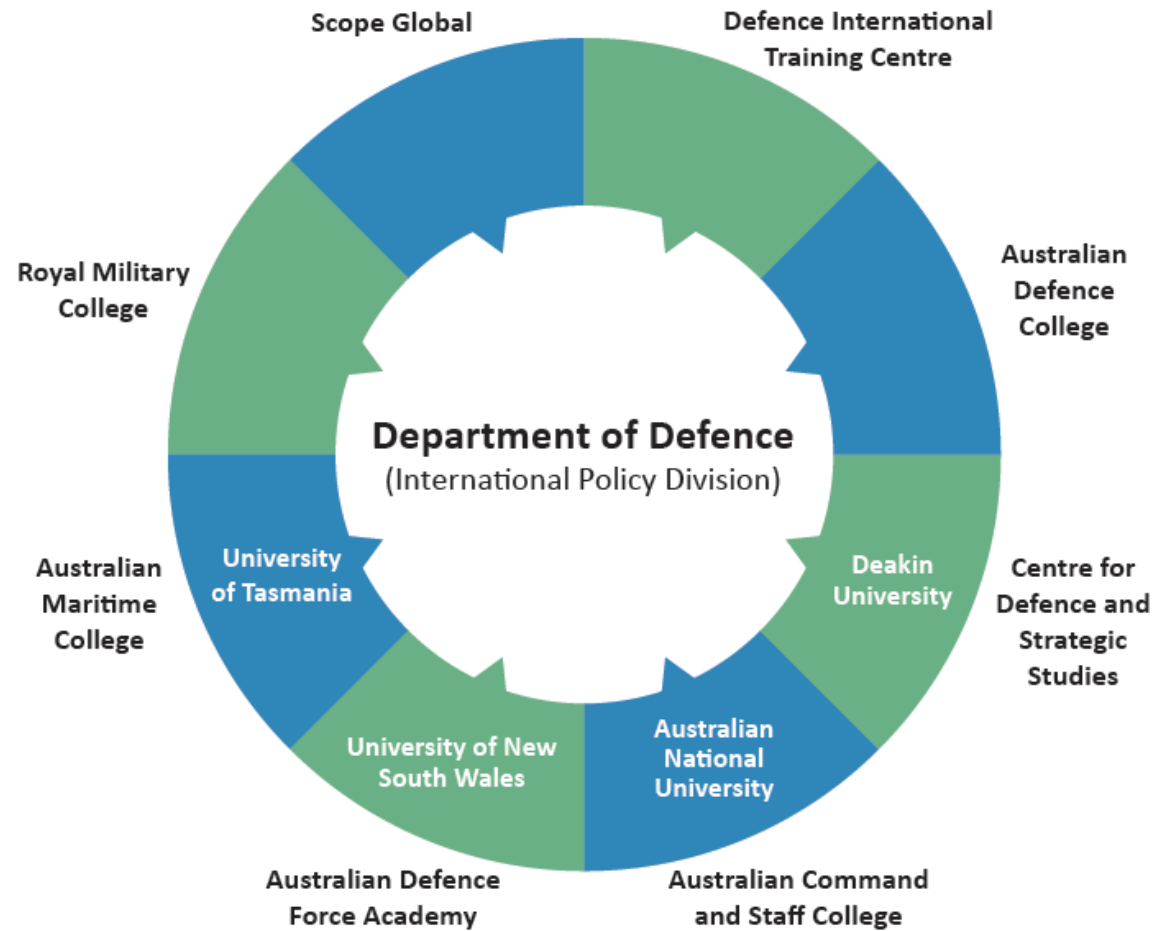 Scope Global
Defence International
Training Centre
Australian
Defence
College
Royal Military
College
Department of Defence
(International Policy Division)
University
of Tasmania
Deakin
University
Australian
Maritime
College
Centre for
Defence and
Strategic
Studies
University of New
South Wales
Australian
National
University
Australian Defence
Force Academy
Australian Command
and Staff College